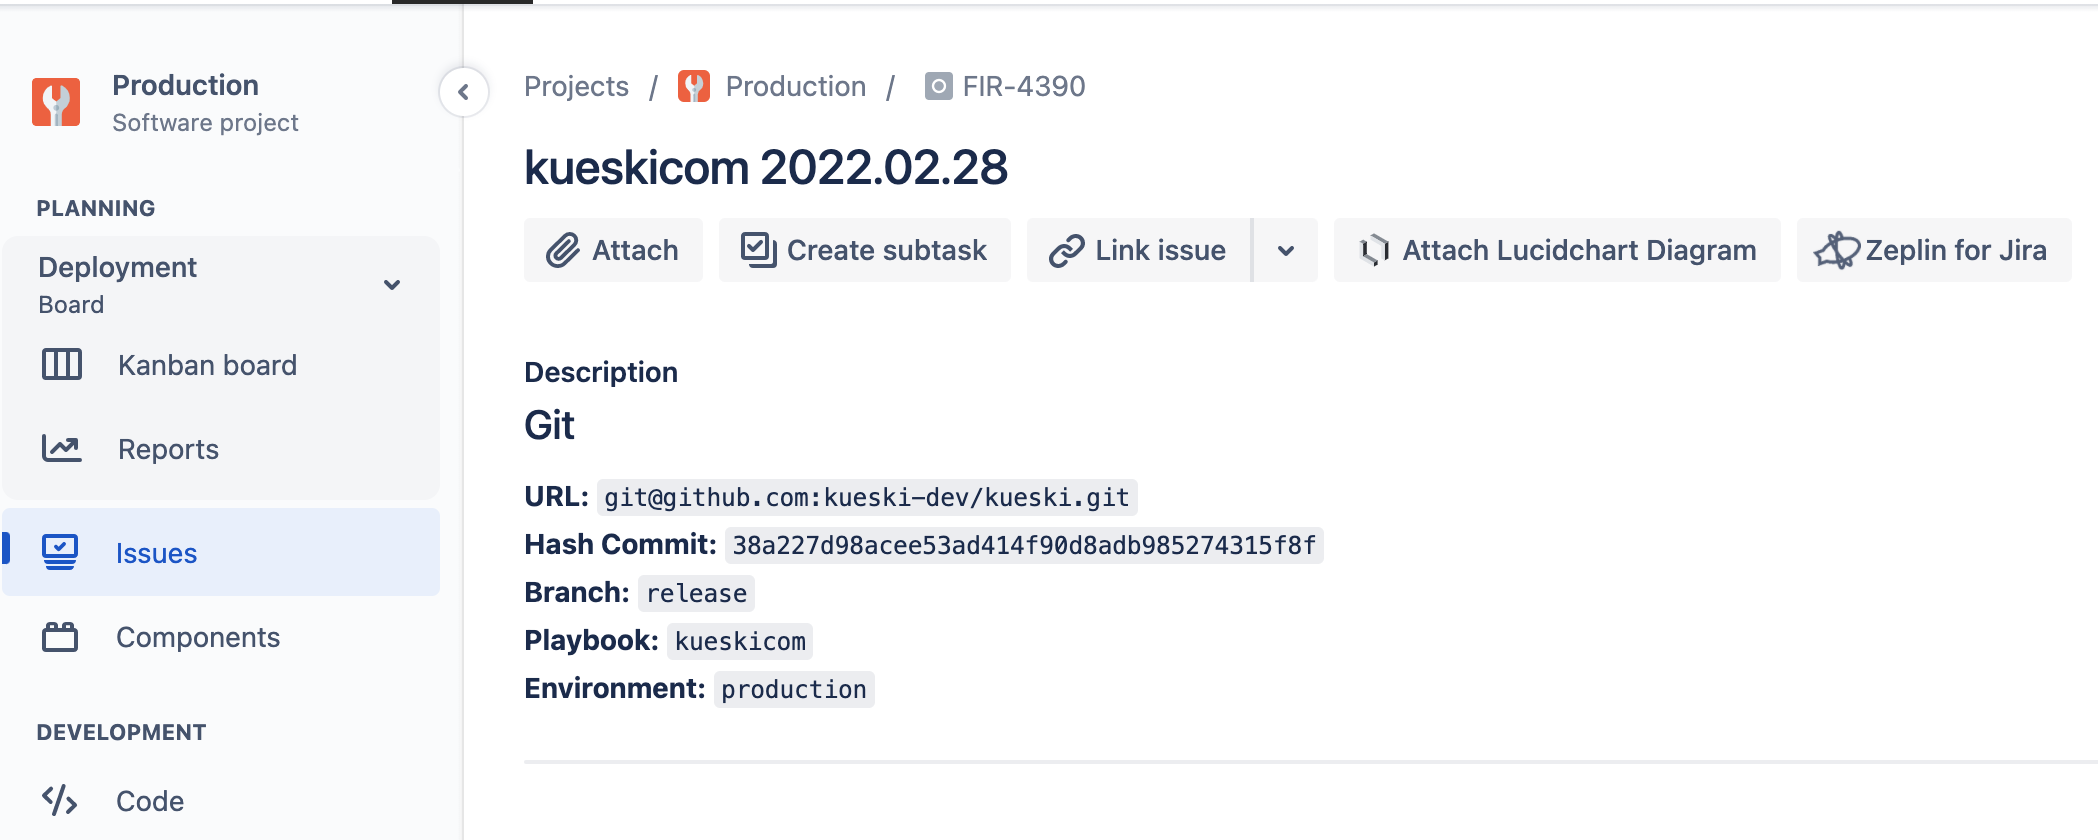 Production
Software project
PLANNING
Deployment
Board
Kanban board
Reports
Issues
Components
DEVELOPMENT
Code
Projects / Production / FIR-4390
kueskicom 2022.02.28
Attach Create subtask Link issue Attach Lucidchart Diagram Zeplin for Jira
Description
Git
URL: git@github.com:kueski-dev/kueski.git
Hash Commit: 38a227d98acee53ad414f90d8adb985274315f8f
Branch: release
Playbook: kueskicom
Environment: production